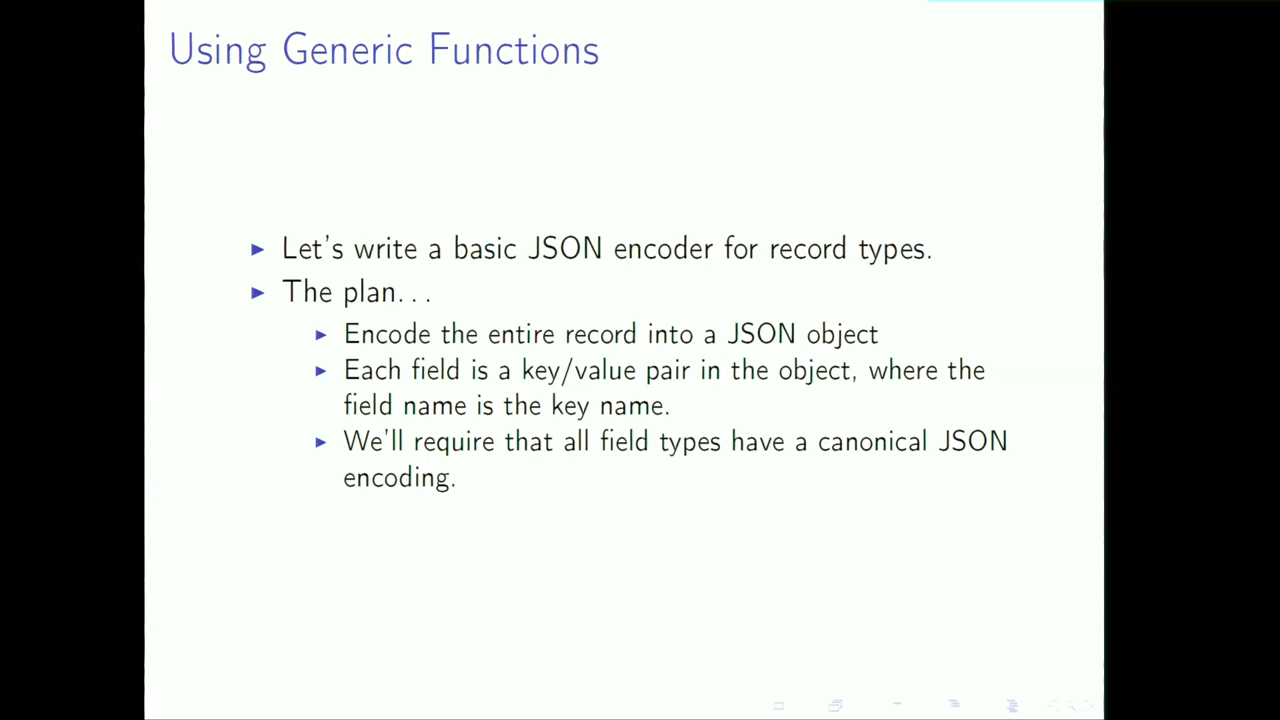 Using Generic Functions
Let's write a basic JSON encoder for record types.
The plan...
Encode the entire record into a JSON object
Each field is a key/value pair in the object, where the
field name is the key name.
We'll require that all field types have a canonical JSON
encoding.